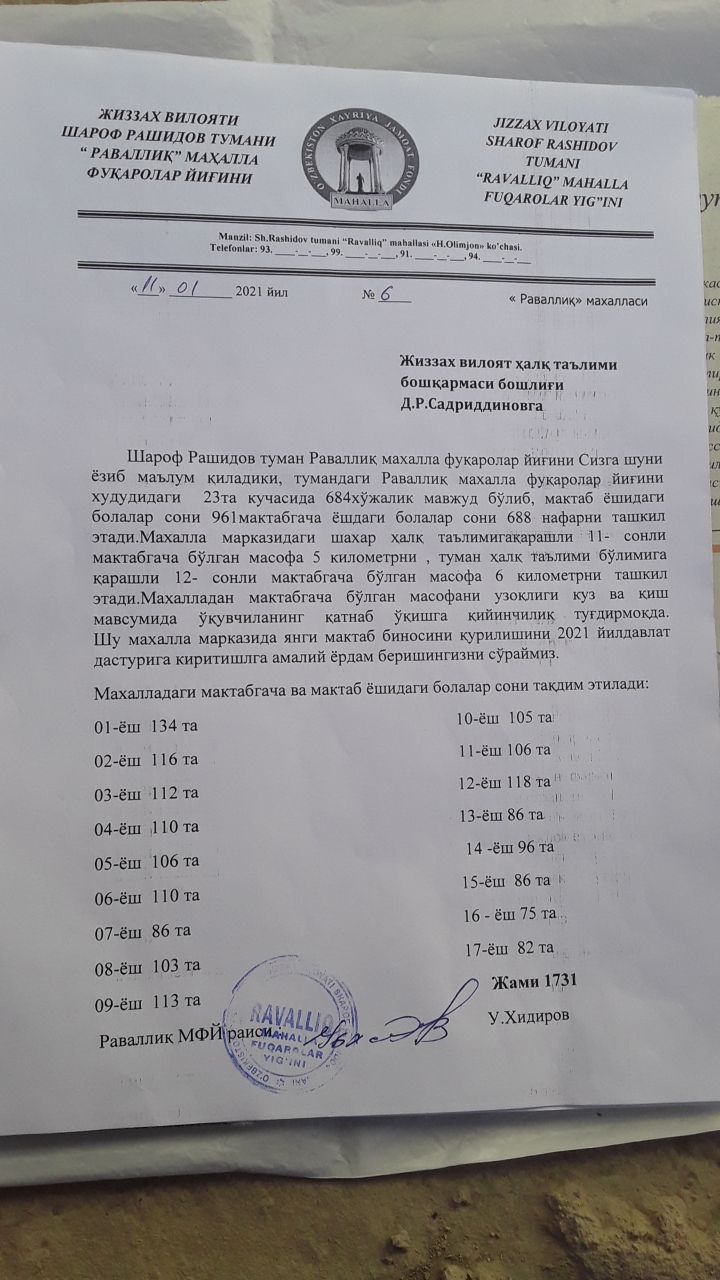 ЖИЗЗАХ ВИЛОЯТИ
ШАРОФ РАШИДОВ ТУМАНИ
“ РАВАЛЛИҚ” МАҲАЛЛА
ФУҚАРОЛАР ЙИҒИНИ
O'ZBEKISTON XAYRIYA JAMOAT FONDI
MAHALLA
JIZZAX VILOYATI
SHAROF RASHIDOV
TUMANI
“RAVALLIQ” MAHALLA
FUQAROLAR YIG”INI
Manzil: Sh.Rashidov tumani “Ravalliq” mahallasi «H.Olimjon» ko’chasi.
Telefonlar: 93. ____-__-___, 99. ____-__-___, 91. ____-__-___, 94. ____-__-___
«11» 01 2021 йил
№ 6
« Раваллиқ» махалласи
Жиззах вилоят ҳалқ таълими
бошқармаси бошлиғи
Д.Р.Садриддиновга
Шароф Рашидов туман Раваллиқ махалла фуқаролар йиғини Сизга шуни
ёзиб маълум қиладики, тумандаги Раваллиқ махалла фуқаролар йиғини
худудидаги 23та кучасида 684хўжалик мавжуд бўлиб, мактаб ёшидаги
болалар сони 961мактабгача ёшдаги болалар сони 688 нафарни ташкил
этади.Махалла марказидаги шахар ҳалқ таълимигақарашли 11- сонли
мактабгача бўлган масофа 5 километрни , туман ҳалқ таълими бўлимига
қарашли 12- сонли мактабгача бўлган масофа 6 километрни ташкил
этади.Махалладан мактабгача бўлган масофани узоқлиги куз ва қиш
мавсумида ўқувчиланинг қатнаб ўқишга қийинчилик туғдирмоқда.
Шу махалла марказида янги мактаб биносини қурилишини 2021 йилдавлат
дастурига киритишлга амалий ёрдам беришингизни сўраймиз.
Махалладаги мактабгача ва мактаб ёшидаги болалар сони тақдим этилади:
01-ёш 134 та
02-ёш 116 та
03-ёш 112 та
04-ёш 110 та
05-ёш 106 та
06-ёш 110 та
07-ёш 86 та
08-ёш 103 та
09-ёш 113 та
10-ёш 105 та
11-ёш 106 та
12-ёш 118 та
13-ёш 86 та
14 -ёш 96 та
15-ёш 86 та
16 - ёш 75 та
17-ёш 82 та
Жами 1731
Раваллиқ МФЙ раиси
У.Хидиров
RAVALLIQ
MAHALLA
FUQAROLAR
YIG'INI